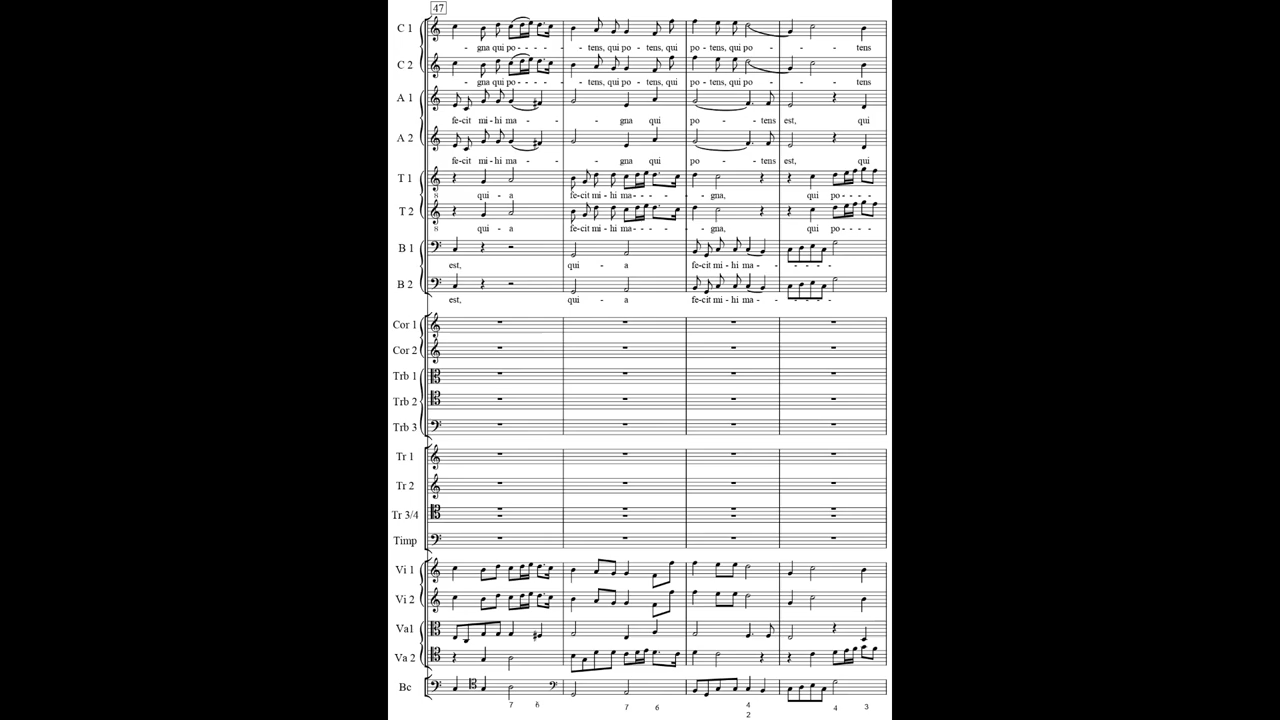 47
C 1
- gna qui po - - - - - tens, qui po - tens, qui po - tens, qui po - - tens
C 2
- gna qui po - - - - - tens, qui po - tens, qui po - tens, qui po - - tens
A 1
fe-cit mi - hi ma - - - gna qui po - - tens est, qui
A 2
fe-cit mi - hi ma - - - gna qui po - - tens est, qui
T 1
8
qui - a fe-cit mi - hi ma - - - - - gna, qui po - - - -
T 2
8
qui - a fe-cit mi - hi ma - - - - - gna, qui po - - - -
B 1
est, qui - a fe-cit mi - hi ma - - - - - -
B 2
est, qui - a fe-cit mi - hi ma - - - - - -
Cor 1
Cor 2
Trb 1
Trb 2
Trb 3
Tr 1
Tr 2
Tr 3/4
Timp
Vi 1
Vi 2
Va1
Va 2
Bc
7 6 7 6 4 4 3
2